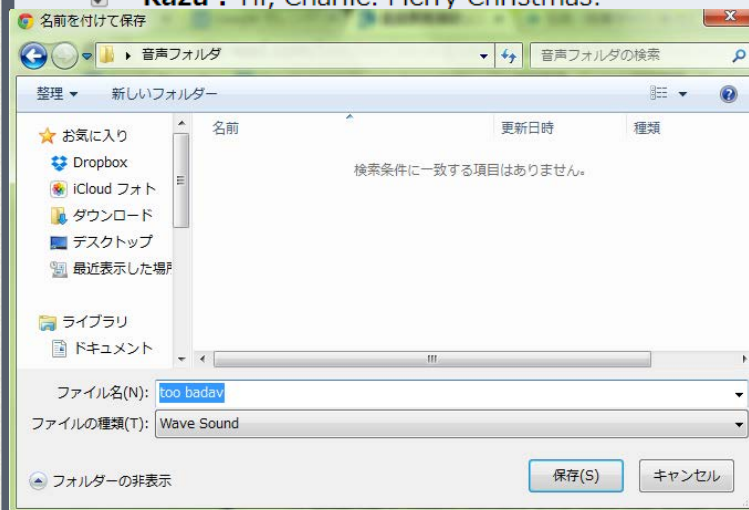 Kazu : Hi, Charlie. Merry Christmas!
名前を付けて保存
音声フォルダ
音声フォルダの検索
整理 新しいフォルダー
名前 更新日時 種類
検索条件に一致する項目はありません。
お気に入り
Dropbox
iCloud フォト
ダウンロード
デスクトップ
最近表示した場所
ライブラリ
ドキュメント
ファイル名(N): too badav
ファイルの種類(T): Wave Sound
フォルダーの非表示
保存(S) キャンセル